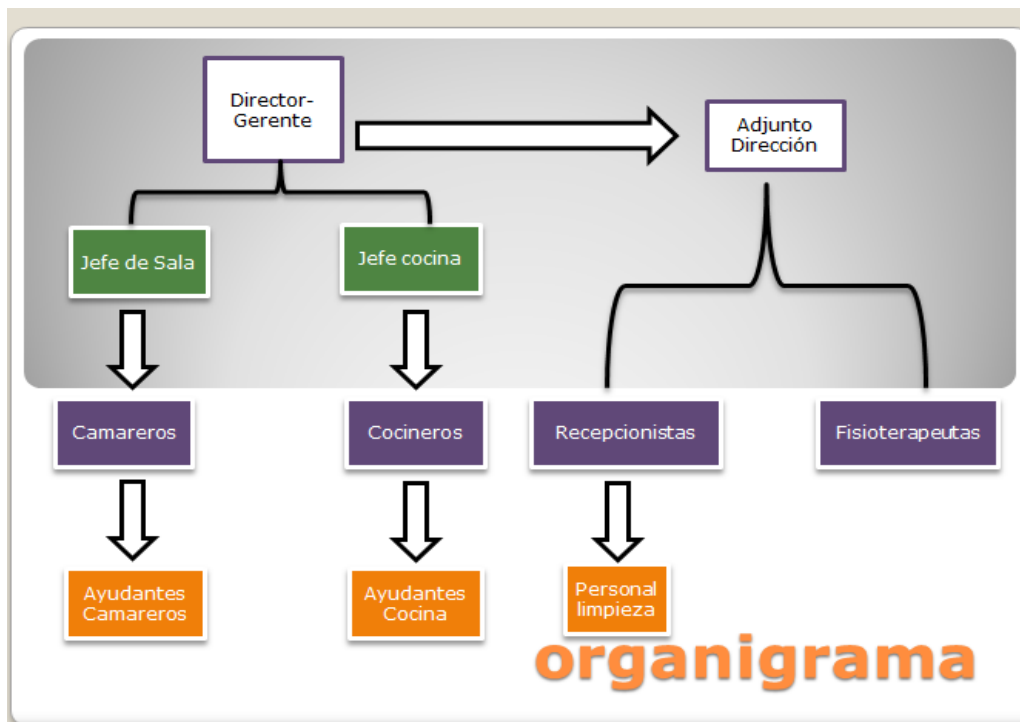 Director-
Gerente
Adjunto
Dirección
Jefe de Sala
Jefe cocina
Camareros
Cocineros
Recepcionistas
Fisioterapeutas
Ayudantes
Camareros
Ayudantes
Cocina
Personal
limpieza
organigrama